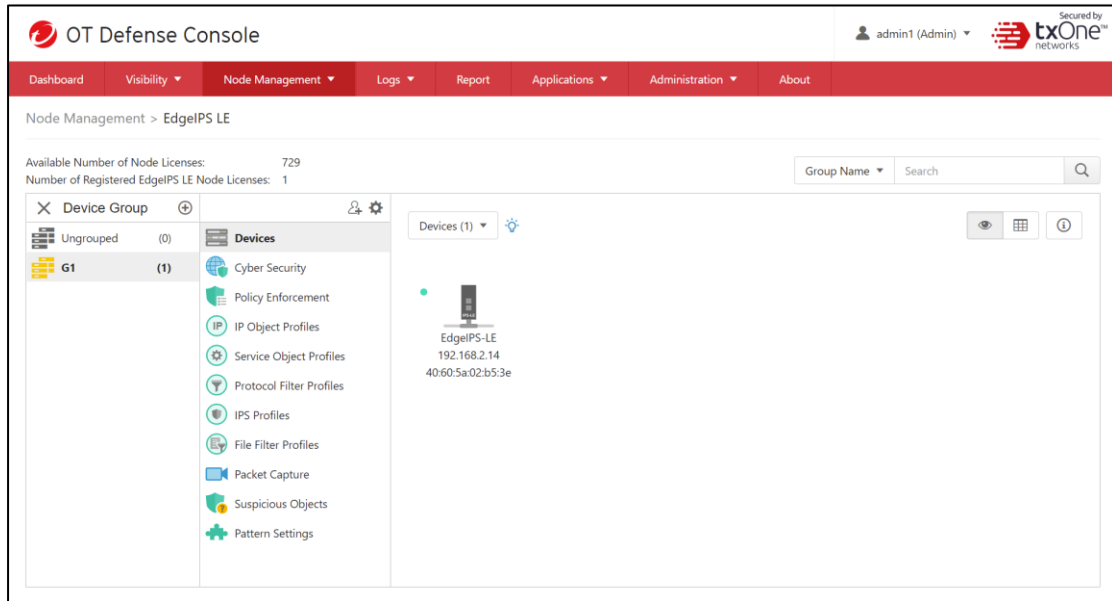 OT Defense Console
admin1 (Admin)
Secured by
txOne™
networks
Dashboard Visibility Node Management Logs Report Applications Administration About
Node Management > EdgeIPS LE
Available Number of Node Licenses: 729
Number of Registered EdgeIPS LE Node Licenses: 1
Group Name Search
Device Group
Ungrouped (0)
G1 (1)
Devices
Cyber Security
Policy Enforcement
IP IP Object Profiles
Service Object Profiles
Protocol Filter Profiles
IPS Profiles
File Filter Profiles
Packet Capture
Suspicious Objects
Pattern Settings
Devices (1)
IPS-LE
EdgeIPS-LE
192.168.2.14
40:60:5a:02:b5:3e